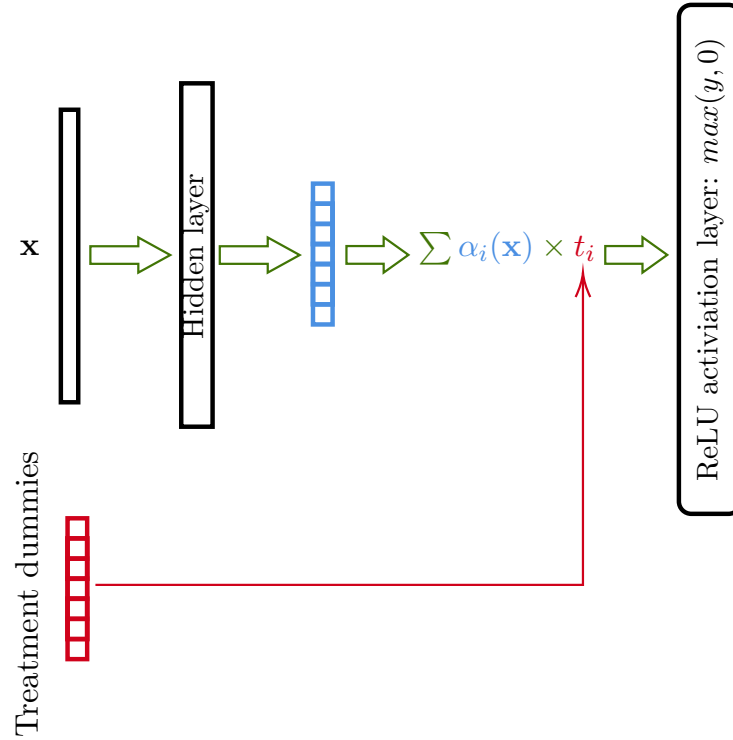 x
Hidden layer
∑ αᵢ(x) × tᵢ
ReLU activiation layer: max(y, 0)
Treatment dummies